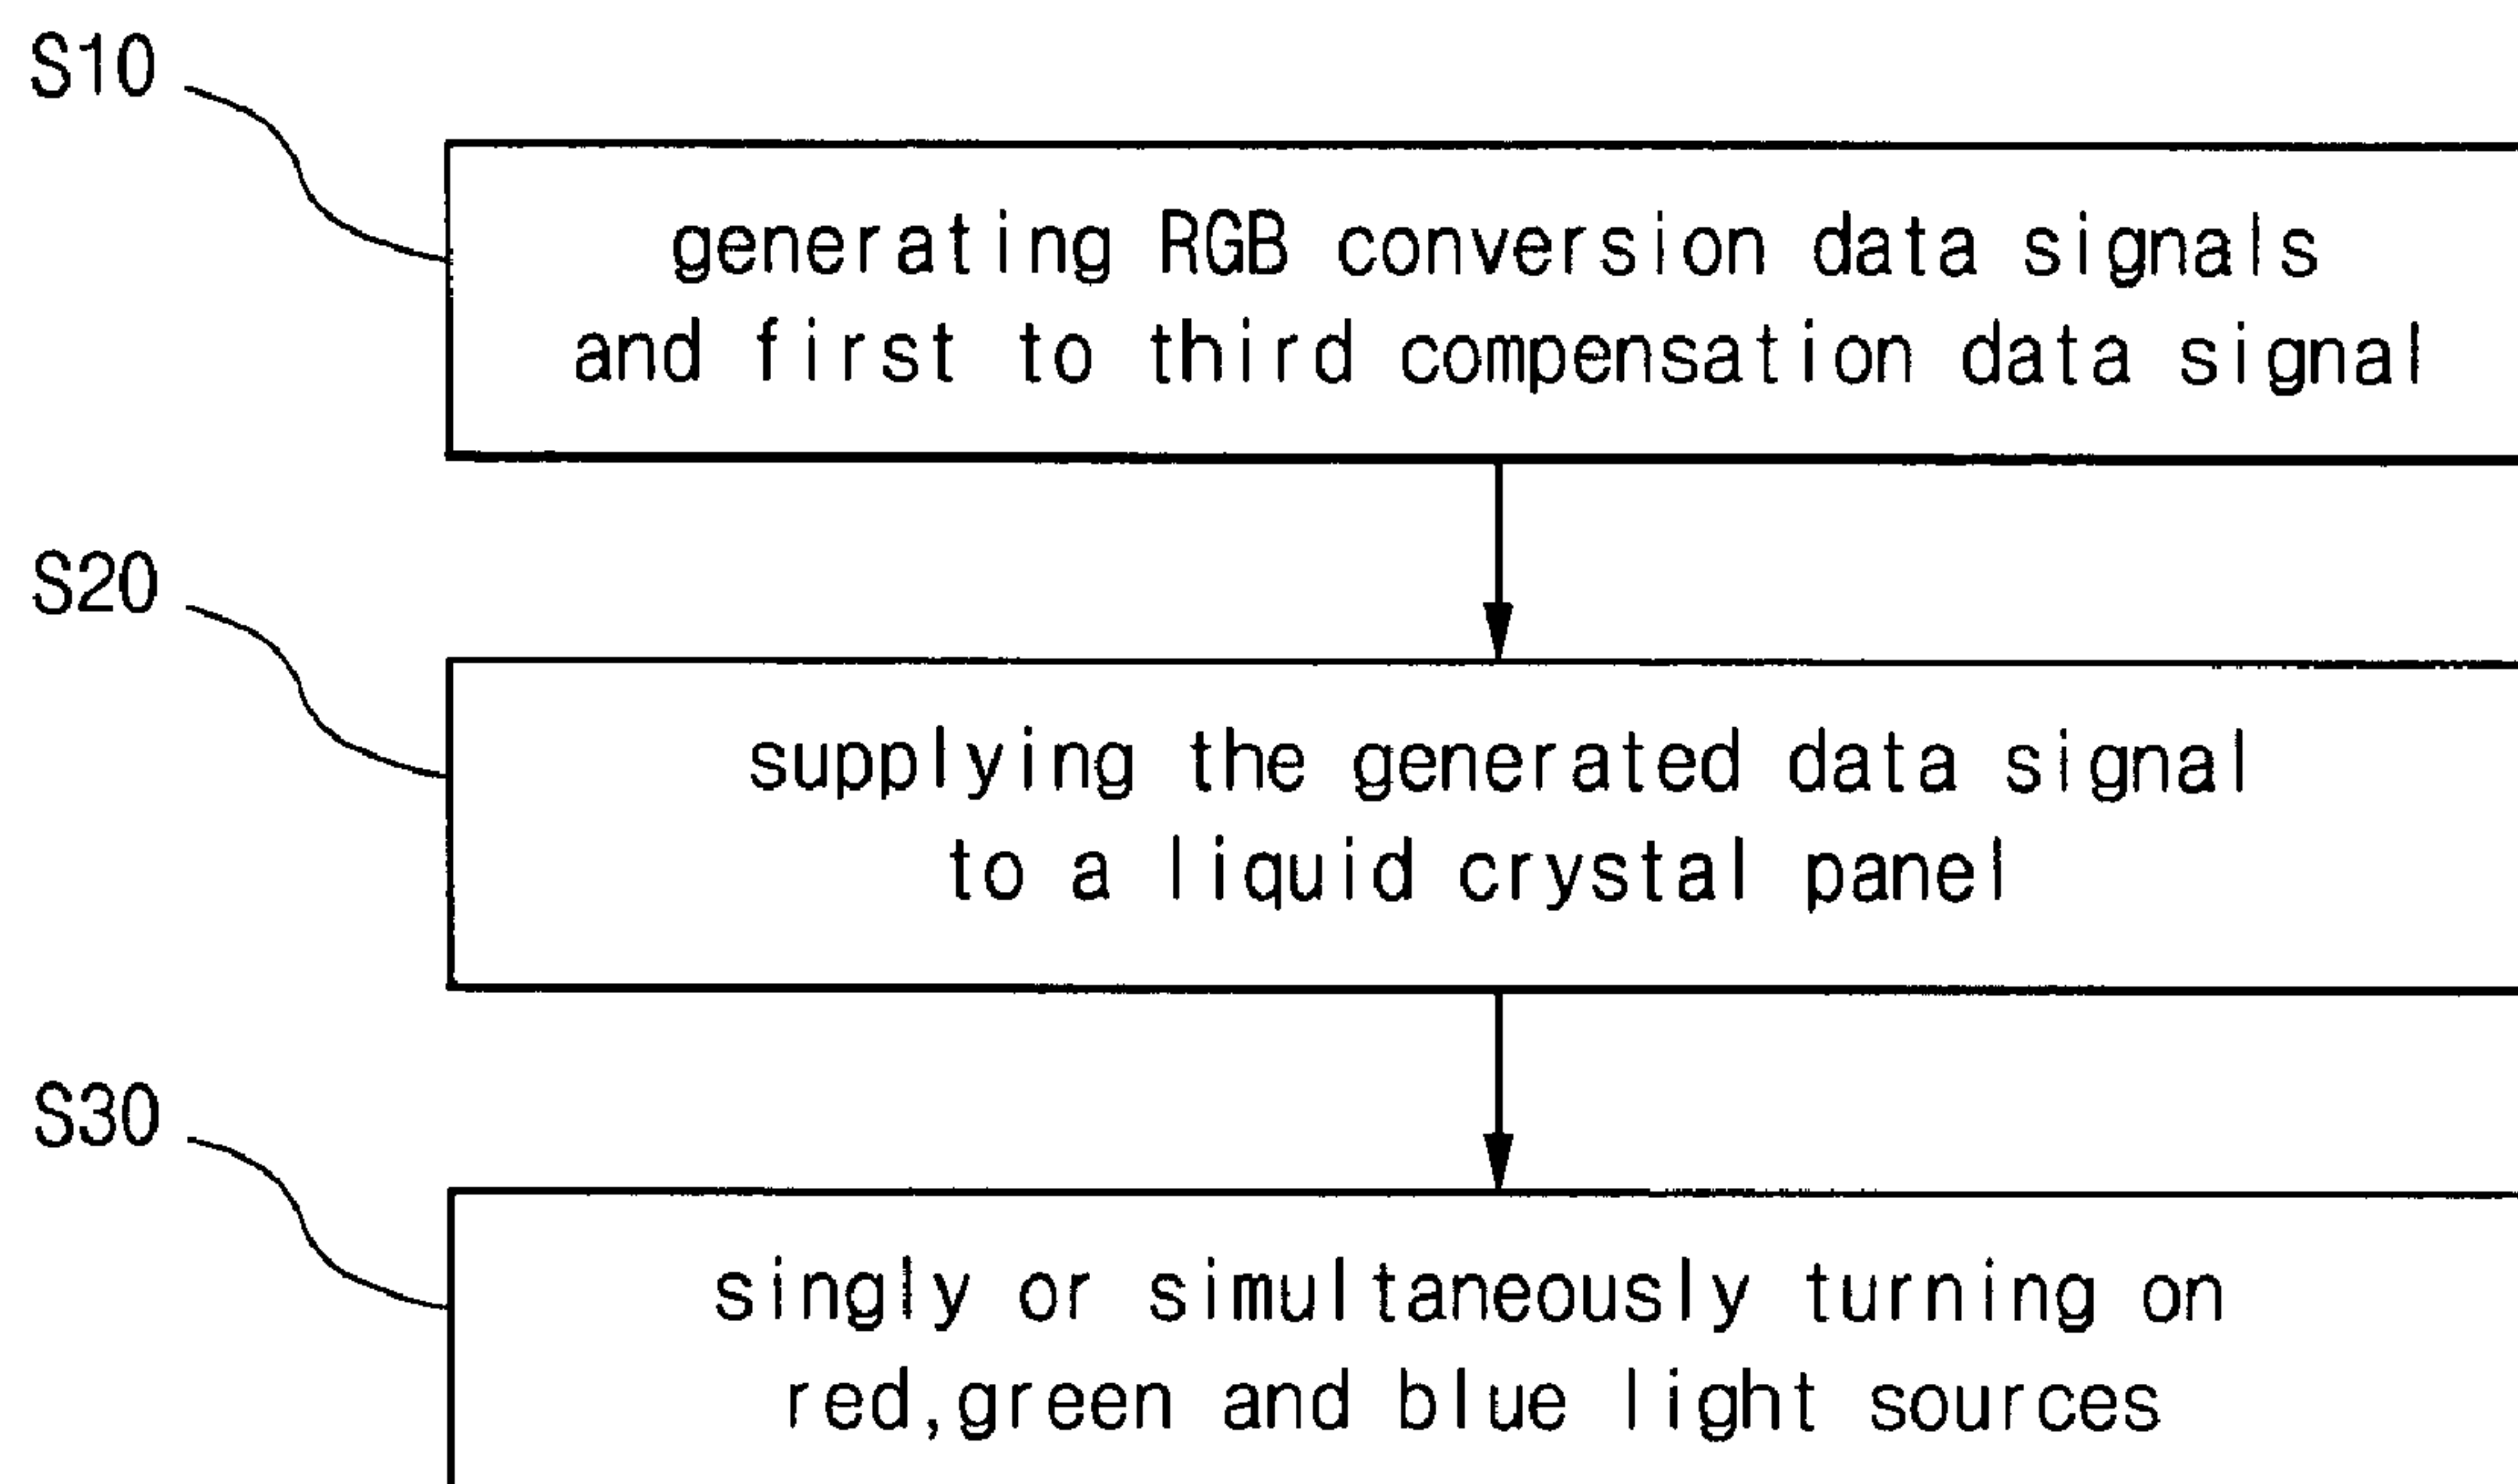 S10
generating RGB conversion data signals
and first to third compensation data signal
S20
supplying the generated data signal
to a liquid crystal panel
S30
singly or simultaneously turning on
red,green and blue light sources